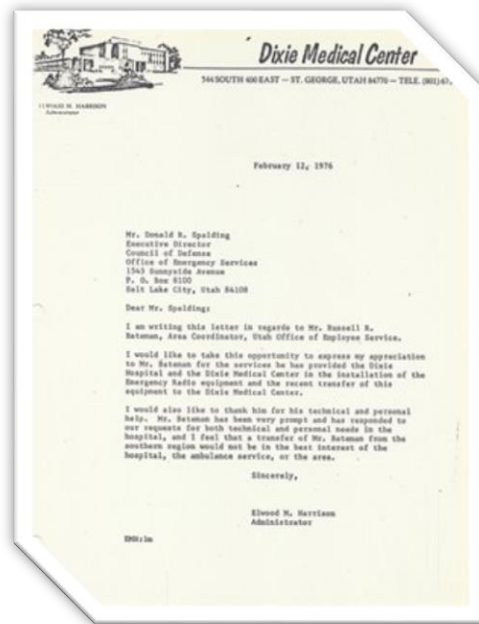 Dixie Medical Center
544 SOUTH 400 EAST — ST. GEORGE, UTAH 84770 — TELE. (801) 67
M. HARRISON
Administrator
February 12, 1976
Mr. Donald R. Spalding
Executive Director
Council of Defense
Office of Emergency Services
1543 Sunnyside Avenue
P. O. Box 8100
Salt Lake City, Utah 84108
Dear Mr. Spalding:
I am writing this letter in regards to Mr. Russell R.
Bateman, Area Coordinator, Utah Office of Employee Service.
I would like to take this opportunity to express my appreciation
to Mr. Bateman for the services he has provided the Dixie
Hospital and the Dixie Medical Center in the installation of the
Emergency Radio equipment and the recent transfer of this
equipment to the Dixie Medical Center.
I would also like to thank him for his technical and personal
help. Mr. Bateman has been very prompt and has responded to
our requests for both technical and personal needs in the
hospital, and I feel that a transfer of Mr. Bateman from the
southern region would not be in the best interest of the
hospital, the ambulance service, or the area.
Sincerely,
Elwood M. Harrison
Administrator
EMH:lm